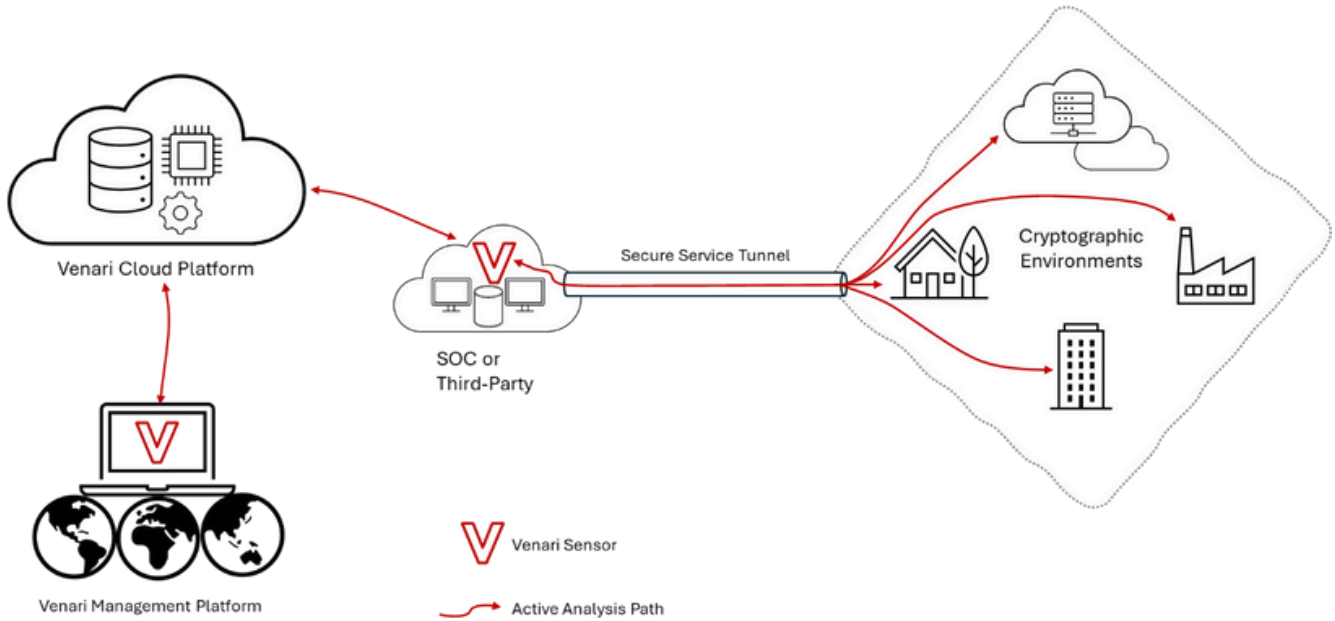 Venari Cloud Platform
Secure Service Tunnel
Cryptographic
Environments
V
SOC or
Third-Party
V
Venari Management Platform
V
Venari Sensor
Active Analysis Path